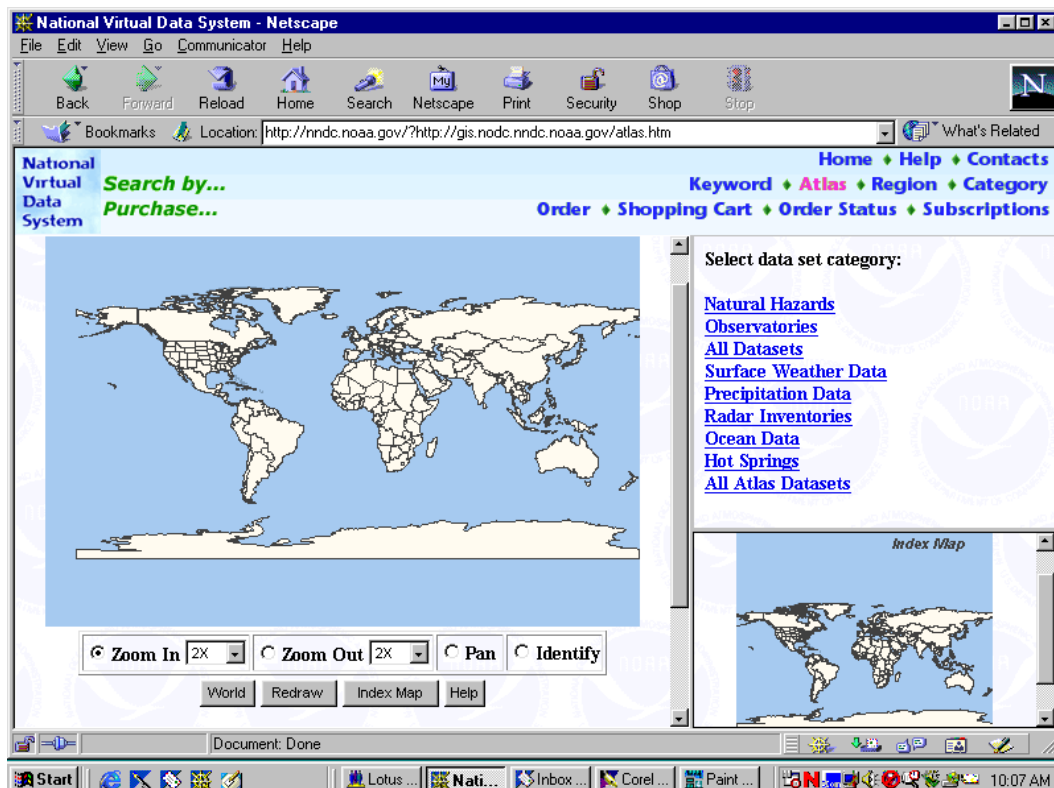 National Virtual Data System - Netscape
File Edit View Go Communicator Help
Back Forward Reload Home Search Netscape Print Security Shop Stop
My
N
Bookmarks Location: http://nndc.noaa.gov/?http://gis.nodc.nndc.noaa.gov/atlas.htm What's Related
National
Virtual
Data
System
Search by...
Purchase...
Home ♦ Help ♦ Contacts
Keyword ♦ Atlas ♦ Region ♦ Category
Order ♦ Shopping Cart ♦ Order Status ♦ Subscriptions
Select data set category:
Natural Hazards
Observatories
All Datasets
Surface Weather Data
Precipitation Data
Radar Inventories
Ocean Data
Hot Springs
All Atlas Datasets
Index Map
Zoom In 2X Zoom Out 2X Pan Identify
World Redraw Index Map Help
Document: Done
Start Lotus ... Nati... Inbox ... Corel ... Paint ... N 10:07 AM